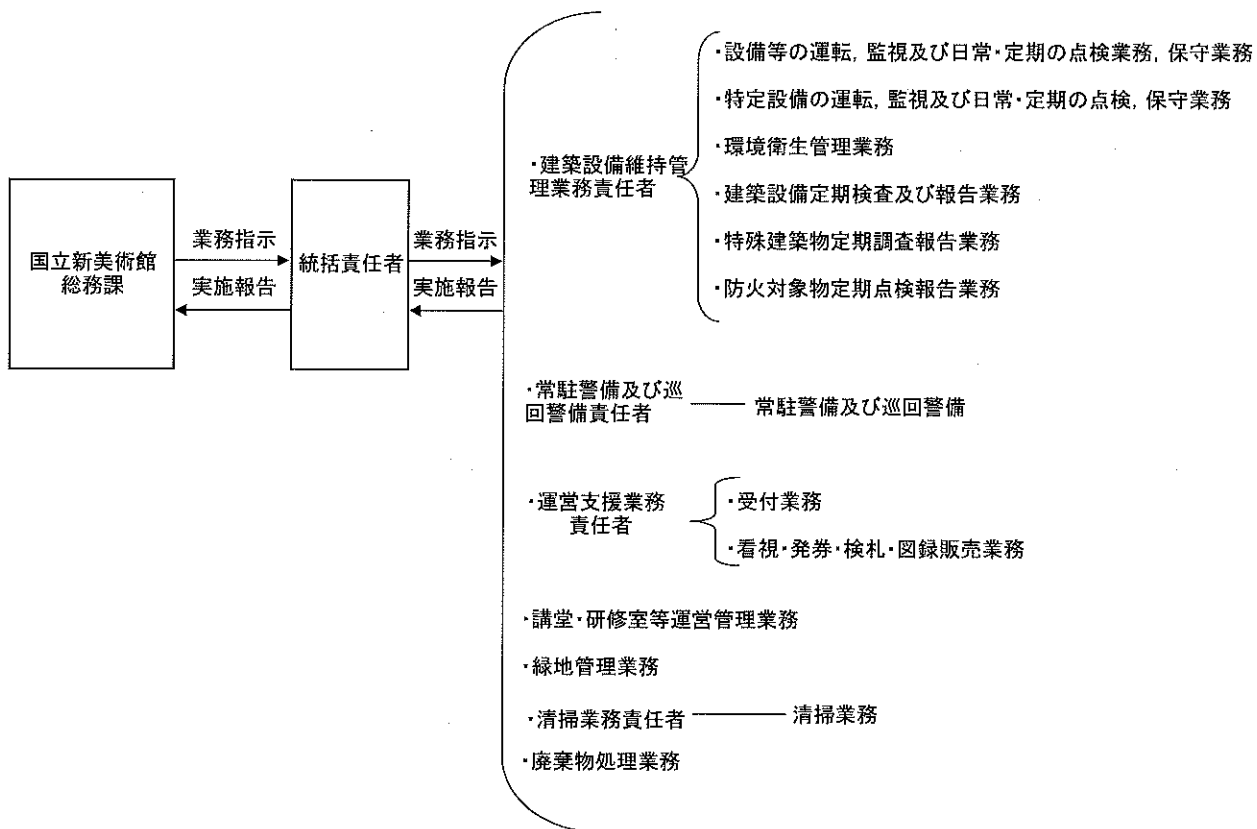 国立新美術館
総務課
業務指示
実施報告
統括責任者
業務指示
実施報告
・建築設備維持管
理業務責任者
・設備等の運転, 監視及び日常・定期の点検業務, 保守業務
・特定設備の運転, 監視及び日常・定期の点検, 保守業務
・環境衛生管理業務
・建築設備定期検査及び報告業務
・特殊建築物定期調査報告業務
・防火対象物定期点検報告業務
・常駐警備及び巡
回警備責任者
常駐警備及び巡回警備
・運営支援業務
責任者
・受付業務
・看視・発券・検札・図録販売業務
・講堂・研修室等運営管理業務
・緑地管理業務
・清掃業務責任者
清掃業務
・廃棄物処理業務